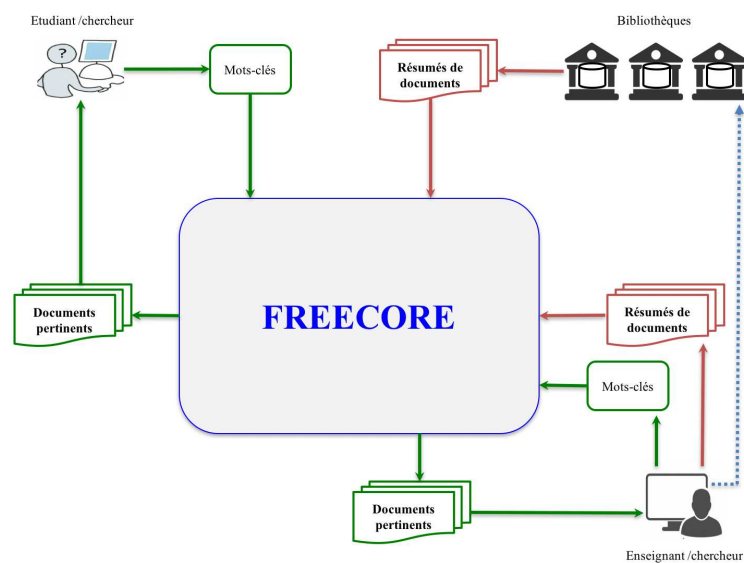 Etudiant /chercheur
Bibliothèques
Mots-clés
Résumés de
documents
?
FREECORE
Documents
pertinents
Résumés de
documents
Mots-clés
Documents
pertinents
Enseignant /chercheur